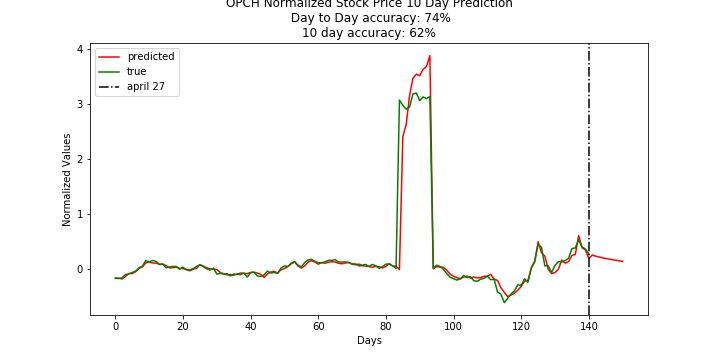 OPCH Normalized Stock Price 10 Day Prediction
Day to Day accuracy: 74%
10 day accuracy: 62%
predicted
true
april 27
4
3
2
1
0
Normalized Values
0 20 40 60 80 100 120 140
Days